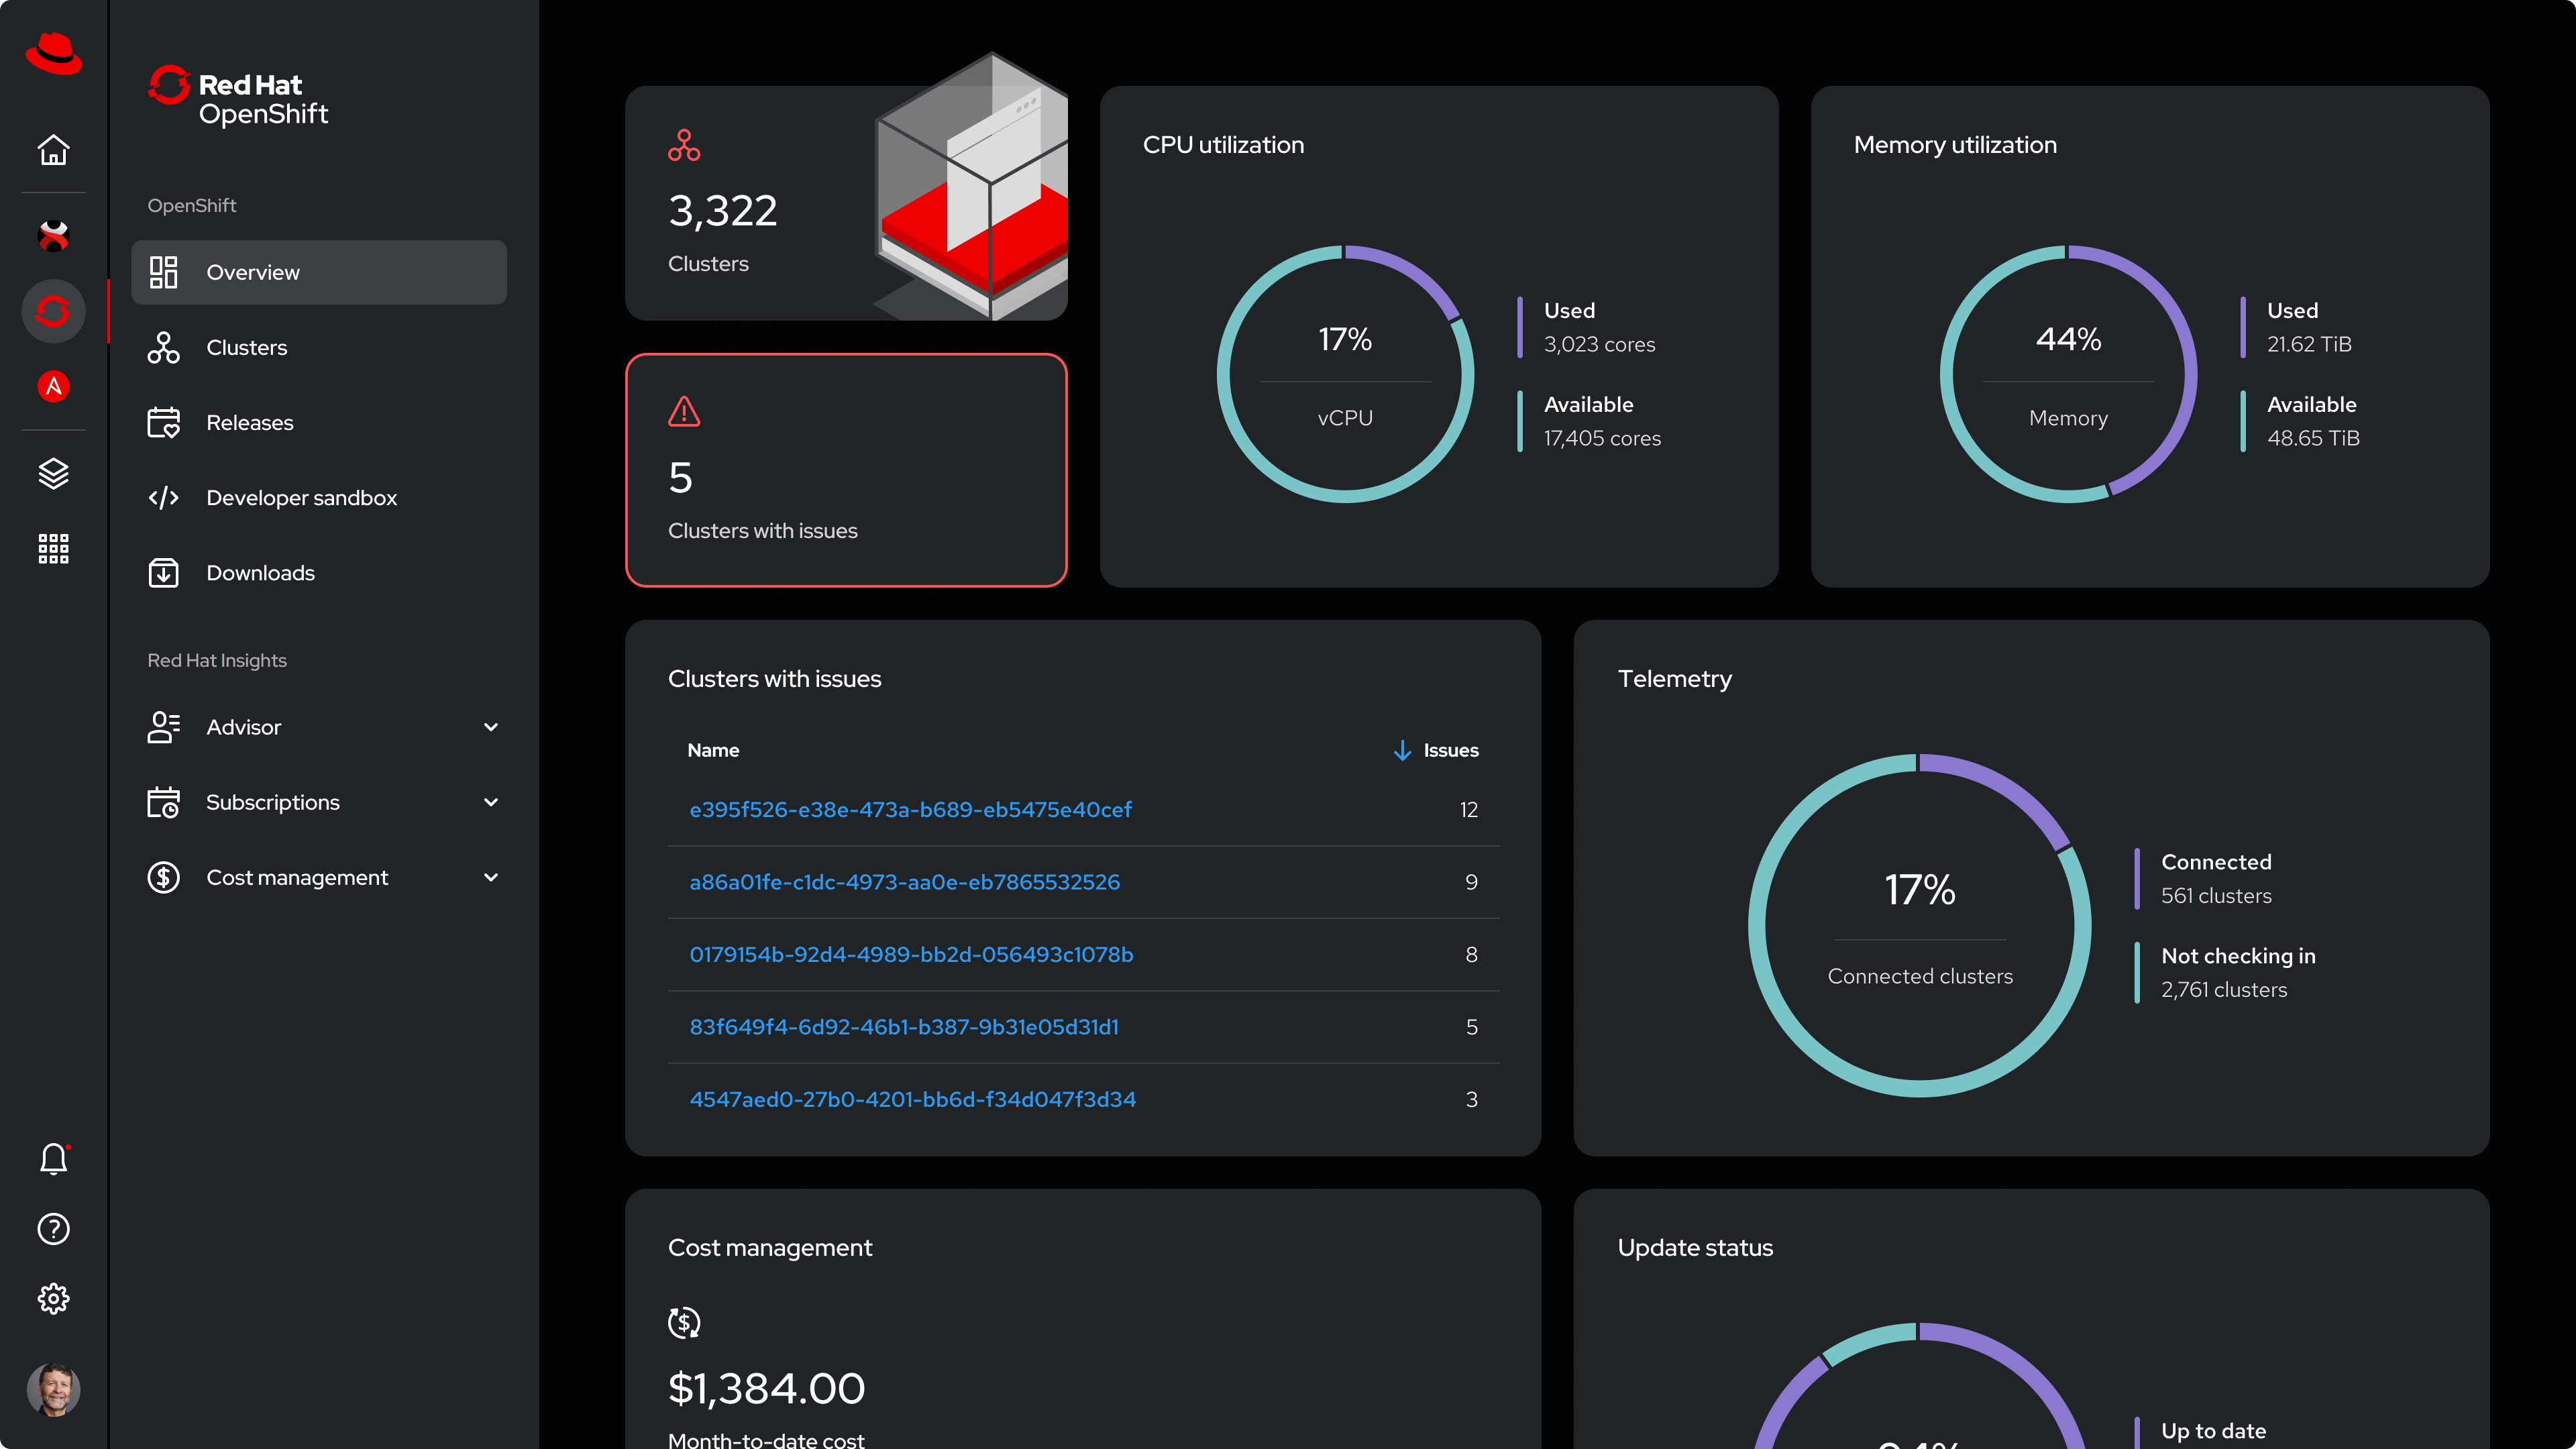 Red Hat
OpenShift
OpenShift
Overview
Clusters
Releases
Developer sandbox
Downloads
Red Hat Insights
Advisor
Subscriptions
Cost management
3,322
Clusters
5
Clusters with issues
CPU utilization
17%
vCPU
Used
3,023 cores
Available
17,405 cores
Memory utilization
44%
Memory
Used
21.62 TiB
Available
48.65 TiB
Clusters with issues
Name Issues
e395f526-e38e-473a-b689-eb5475e40cef 12
a86a01fe-c1dc-4973-aa0e-eb7865532526 9
0179154b-92d4-4989-bb2d-056493c1078b 8
83f649f4-6d92-46b1-b387-9b31e05d31d1 5
4547aed0-27b0-4201-bb6d-f34d047f3d34 3
Telemetry
17%
Connected clusters
Connected
561 clusters
Not checking in
2,761 clusters
Cost management
$1,384.00
Month-to-date cost
Update status
Up to date